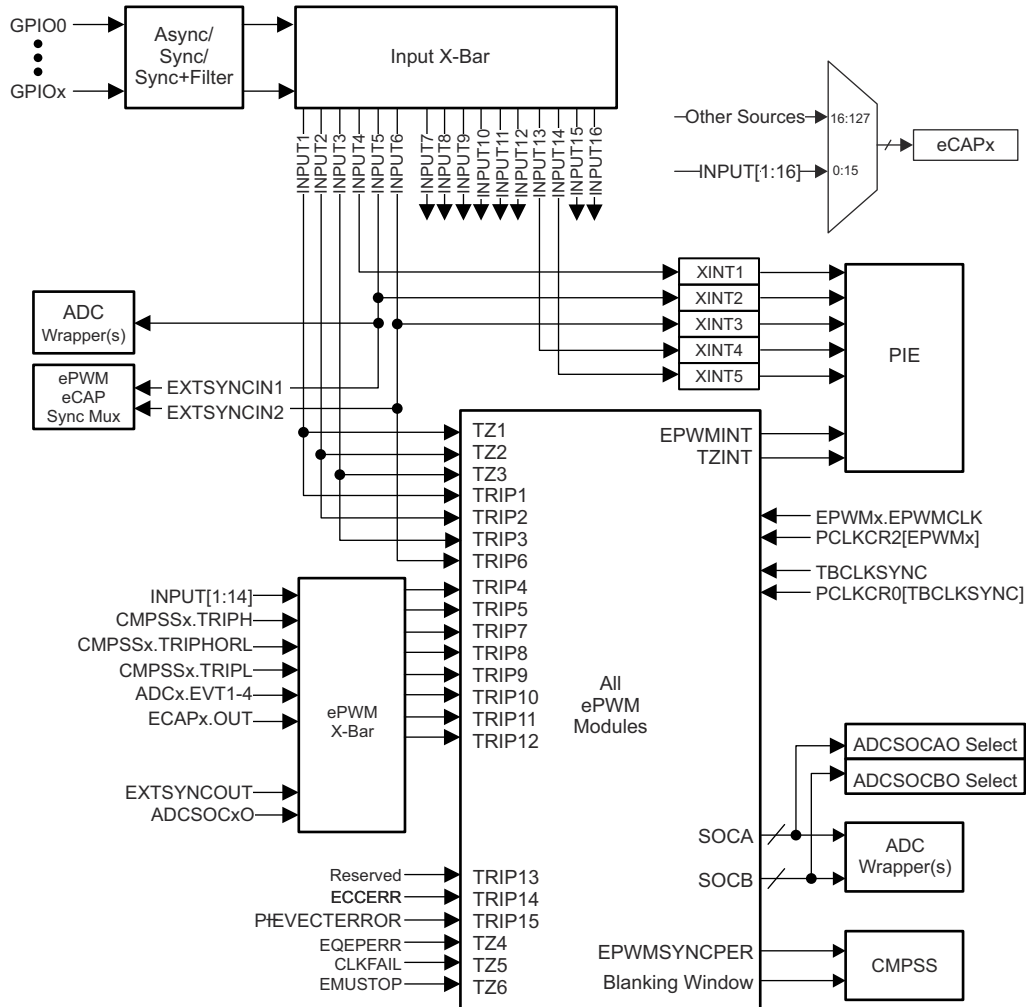 GPIO0
GPIOx
Async/
Sync/
Sync+Filter
Input X-Bar
INPUT1
INPUT2
INPUT3
INPUT4
INPUT5
INPUT6
INPUT7
INPUT8
INPUT9
INPUT10
INPUT11
INPUT12
INPUT13
INPUT14
INPUT15
INPUT16
Other Sources
16:127
INPUT[1:16]
0:15
eCAPx
XINT1
XINT2
XINT3
XINT4
XINT5
PIE
ADC
Wrapper(s)
ePWM
eCAP
Sync Mux
EXTSYNCIN1
EXTSYNCIN2
TZ1
TZ2
TZ3
TRIP1
TRIP2
TRIP3
TRIP6
TRIP4
TRIP5
TRIP7
TRIP8
TRIP9
TRIP10
TRIP11
TRIP12
EPWMINT
TZINT
EPWMx.EPWMCLK
PCLKCR2[EPWMx]
TBCLKSYNC
PCLKCR0[TBCLKSYNC]
INPUT[1:14]
CMPSSx.TRIPH
CMPSSx.TRIPHORL
CMPSSx.TRIPL
ADCx.EVT1-4
ECAPx.OUT
EXTSYNCOUT
ADCSOCxO
ePWM
X-Bar
All
ePWM
Modules
ADCSOCAO Select
ADCSOCBO Select
SOCA
SOCB
ADC
Wrapper(s)
Reserved
ECCERR
PIEVECTERROR
EQEPERR
CLKFAIL
EMUSTOP
TRIP13
TRIP14
TRIP15
TZ4
TZ5
TZ6
EPWMSYNCPER
Blanking Window
CMPSS